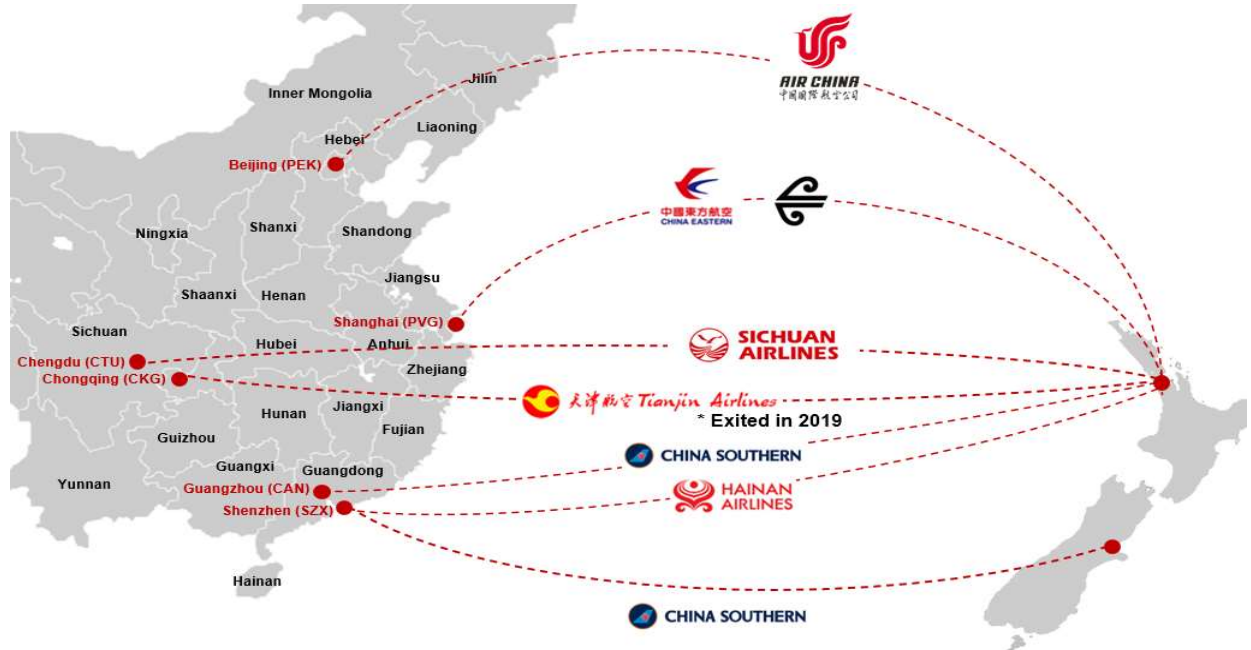 AIR CHINA
中国国际航空公司
Jilin
Inner Mongolia
Liaoning
Hebei
Beijing (PEK)
中國東方航空
CHINA EASTERN
Shanxi
Ningxia
Shandong
Jiangsu
Shaanxi
Henan
Shanghai (PVG)
Sichuan
SICHUAN
AIRLINES
Hubei
Anhui
Chengdu (CTU)
Zhejiang
Chongqing (CKG)
天津航空 Tianjin Airlines
* Exited in 2019
Jiangxi
Hunan
Fujian
Guizhou
CHINA SOUTHERN
Guangxi
Guangdong
Yunnan
Guangzhou (CAN)
HAINAN
AIRLINES
Shenzhen (SZX)
Hainan
CHINA SOUTHERN